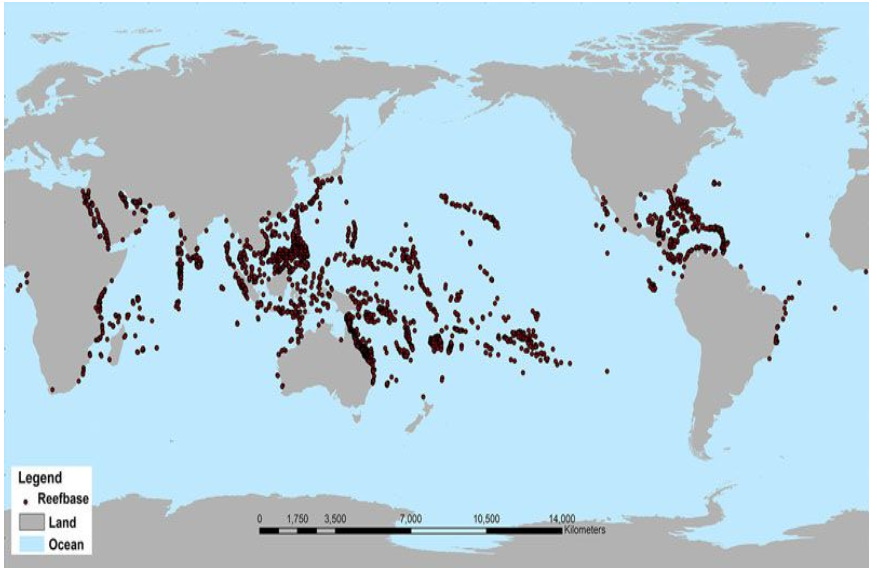 Legend
Reefbase
Land
Ocean
0 1,750 3,500 7,000 10,500 14,000
Kilometers